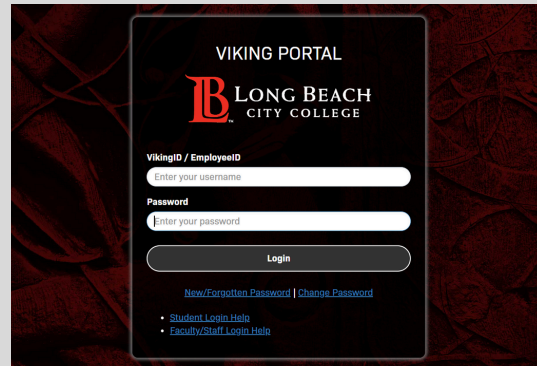 VIKING PORTAL
LB LONG BEACH
CITY COLLEGE
VikingID / EmployeeID
Enter your username
Password
Enter your password
Login
New/Forgotten Password | Change Password
Student Login Help
Faculty/Staff Login Help